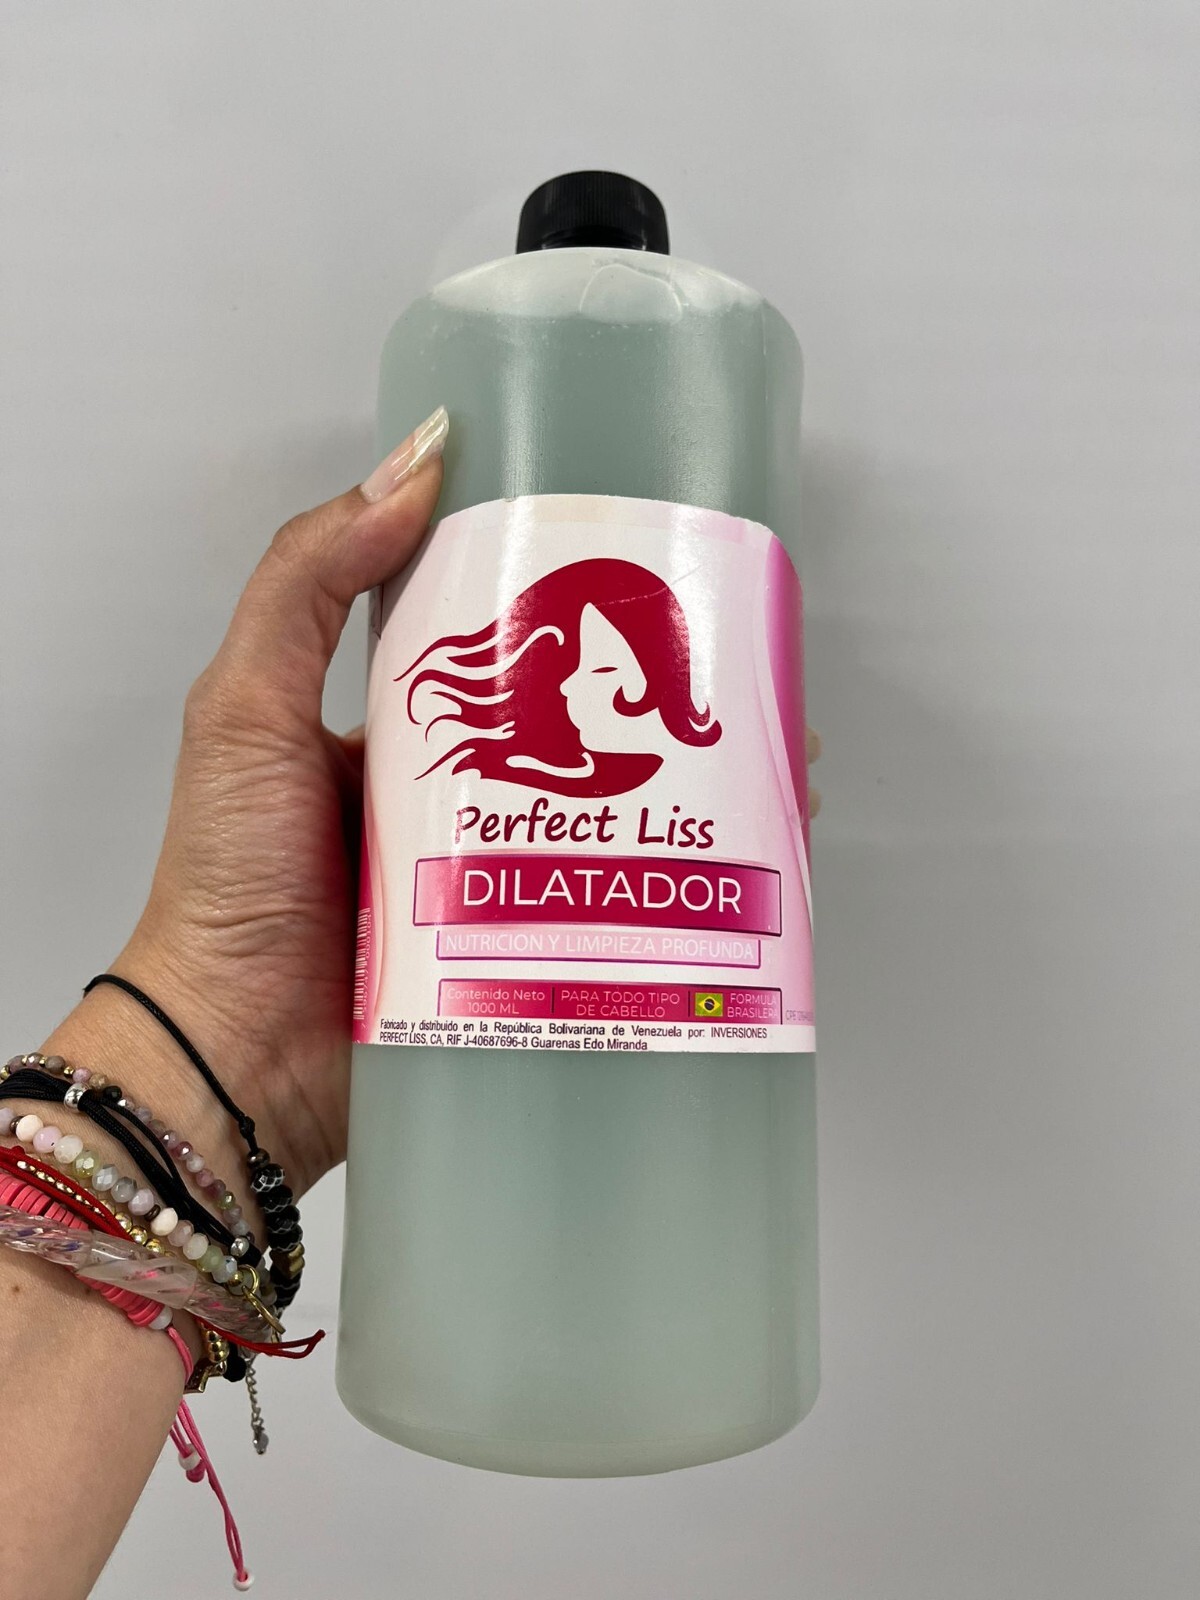 Perfect Liss
DILATADOR
NUTRICION Y LIMPIEZA PROFUNDA
Contenido Neto
1000 ML
PARA TODO TIPO
DE CABELLO
FORMULA
BRASILERA
Fabricado y distribuido en la República Bolivariana de Venezuela por: INVERSIONES
PERFECT LISS, CA, RIF J-40687696-8 Guarenas Edo Miranda